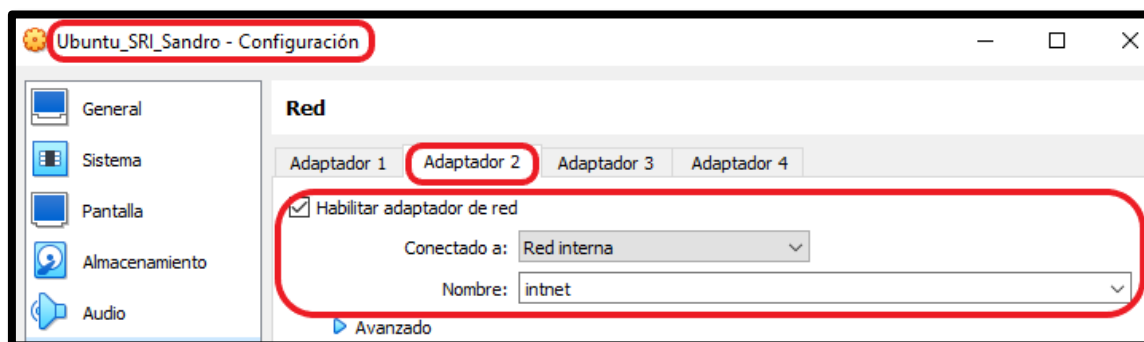 Ubuntu_SRI_Sandro - Configuración
General
Sistema
Pantalla
Almacenamiento
Audio
Red
Adaptador 1 Adaptador 2 Adaptador 3 Adaptador 4
Habilitar adaptador de red
Conectado a: Red interna
Nombre: intnet
Avanzado